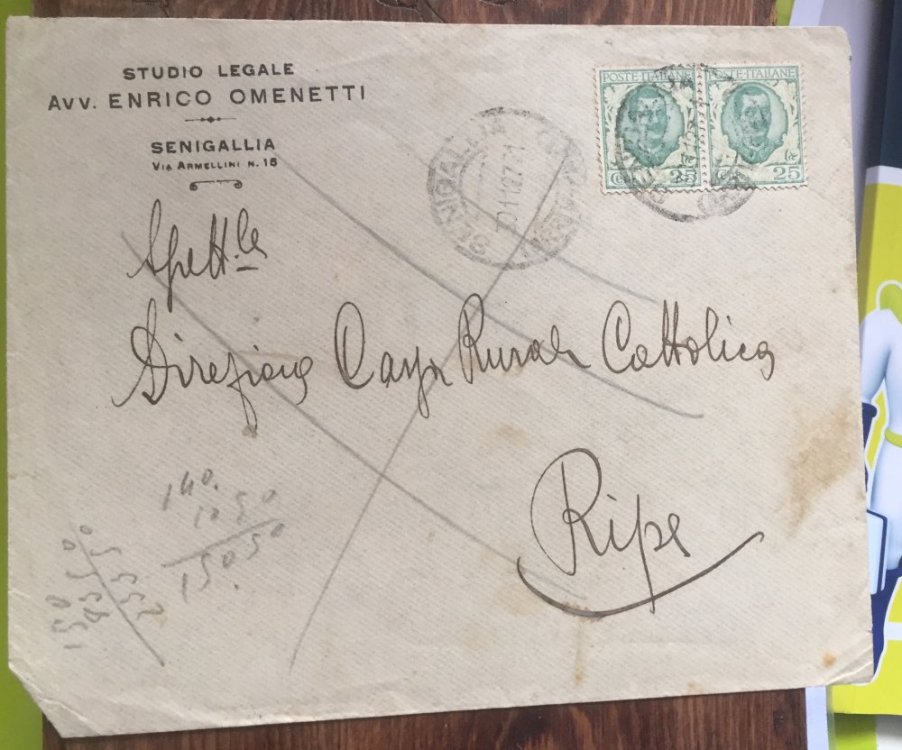 STUDIO LEGALE
AVV. ENRICO OMENETTI
SENIGALLIA
VIA ARMELLINI N. 15
POSTE·ITALIANE
POSTE·ITALIANE
25
25
SENIGALLIA
Spett.le
Direzione Cassa Rurale Cattolica
Ripe
140.
10 50
150 50